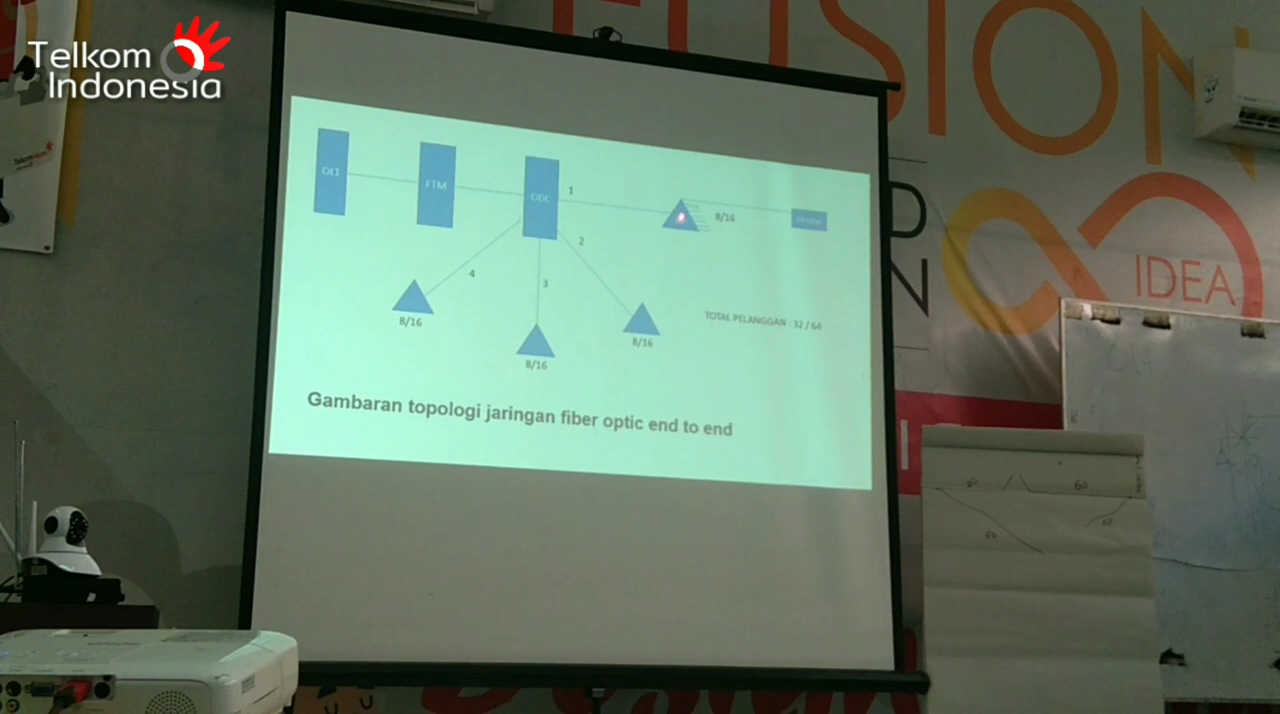 Telkom
Indonesia
USION
IDEA
OLT
FTM
ODC
1
8/16
Home
2
4
3
8/16
8/16
8/16
TOTAL PELANGGAN : 32 / 64
Gambaran topologi jaringan fiber optic end to end